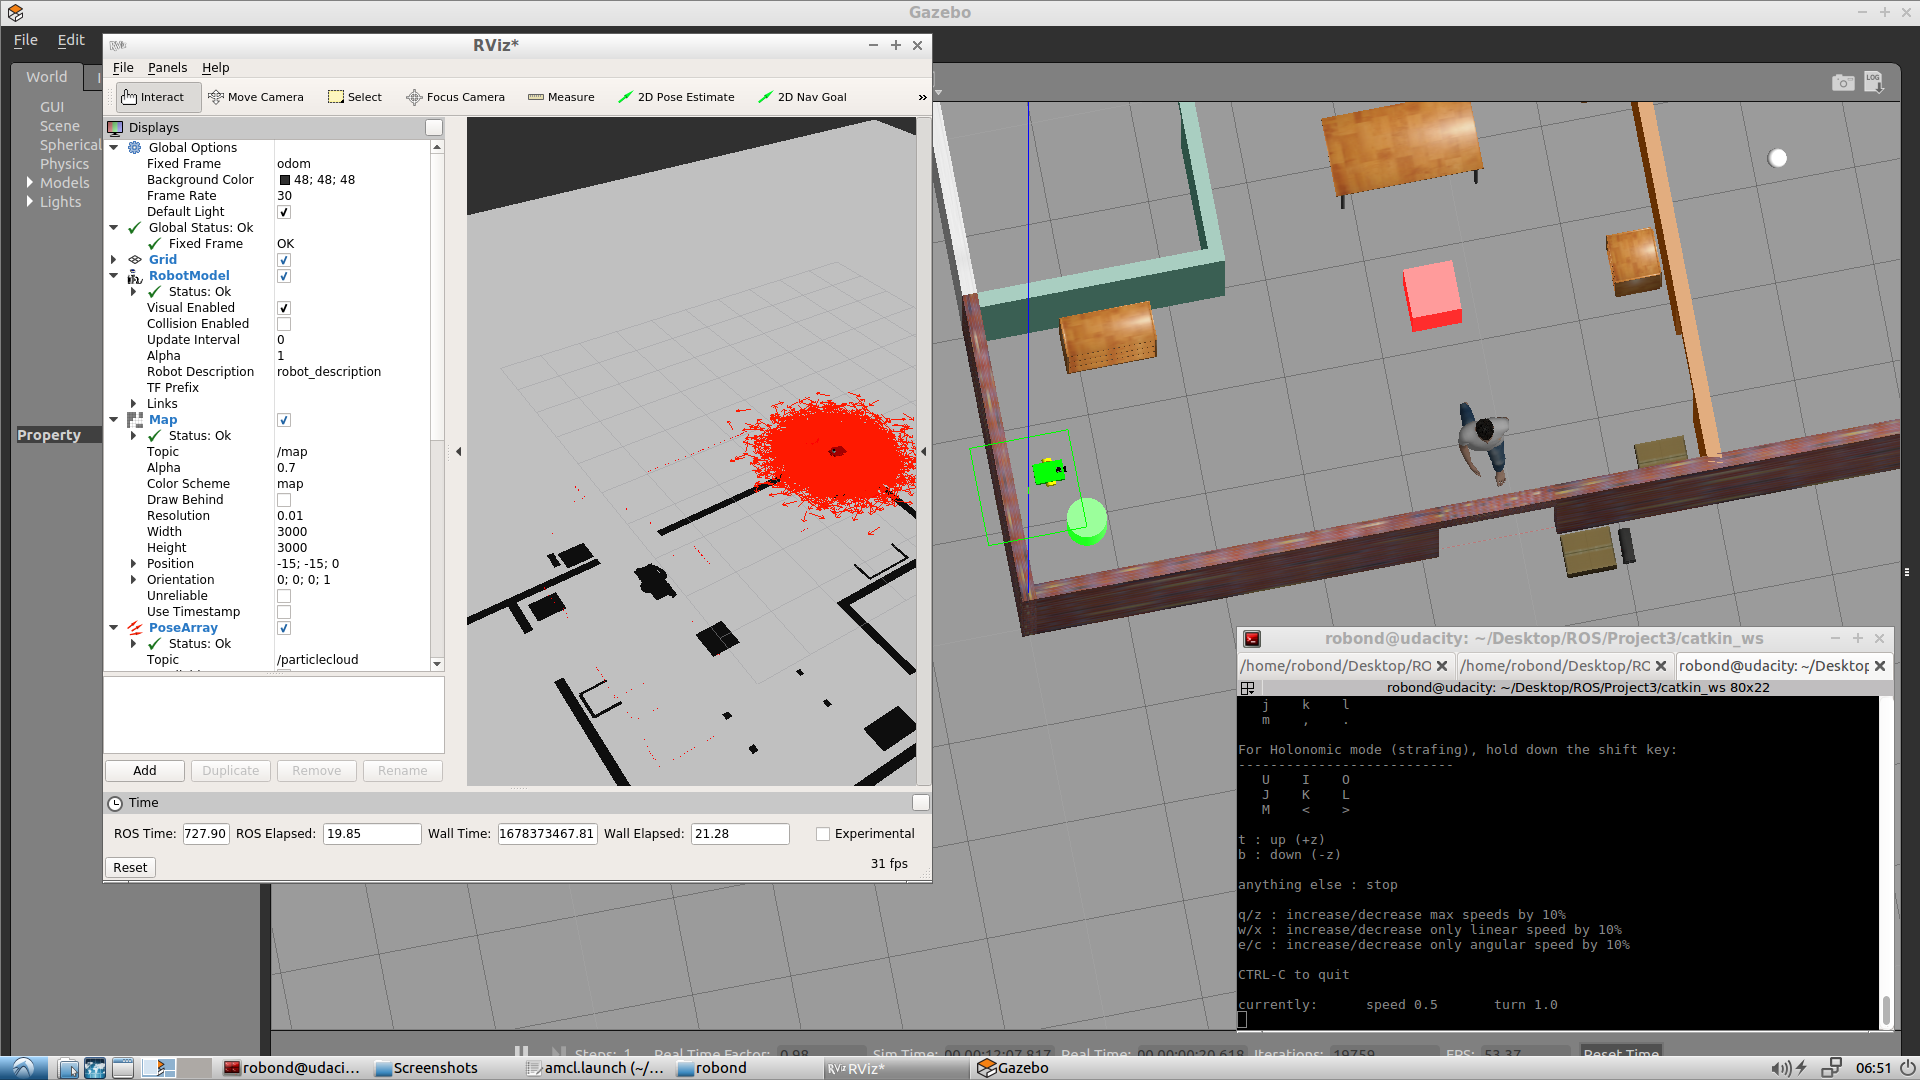 Gazebo
File Edit
World I
GUI
Scene
Spherical
Physics
Models
Lights
Property
LOG
RViz*
File Panels Help
Interact Move Camera Select Focus Camera Measure 2D Pose Estimate 2D Nav Goal »
Displays
Global Options
Fixed Frame odom
Background Color 48; 48; 48
Frame Rate 30
Default Light
Global Status: Ok
Fixed Frame OK
Grid
RobotModel
Status: Ok
Visual Enabled
Collision Enabled
Update Interval 0
Alpha 1
Robot Description robot_description
TF Prefix
Links
Map
Status: Ok
Topic /map
Alpha 0.7
Color Scheme map
Draw Behind
Resolution 0.01
Width 3000
Height 3000
Position -15; -15; 0
Orientation 0; 0; 0; 1
Unreliable
Use Timestamp
PoseArray
Status: Ok
Topic /particlecloud
Add Duplicate Remove Rename
Time
ROS Time: 727.90 ROS Elapsed: 19.85 Wall Time: 1678373467.81 Wall Elapsed: 21.28 Experimental
Reset 31 fps
robond@udacity: ~/Desktop/ROS/Project3/catkin_ws
/home/robond/Desktop/RO /home/robond/Desktop/RO robond@udacity: ~/Desktop
robond@udacity: ~/Desktop/ROS/Project3/catkin_ws 80x22
j k l
m , .
For Holonomic mode (strafing), hold down the shift key:
---------------------------
U I O
J K L
M < >
t : up (+z)
b : down (-z)
anything else : stop
q/z : increase/decrease max speeds by 10%
w/x : increase/decrease only linear speed by 10%
e/c : increase/decrease only angular speed by 10%
CTRL-C to quit
currently: speed 0.5 turn 1.0
Steps: 1 Real Time Factor: 0.98 Sim Time: 00 00:12:07.817 Real Time: 00 00:00:20.618 Iterations: 19759 FPS: 53.37 Reset Time
robond@udaci... Screenshots amcl.launch (~/... robond RViz* Gazebo 06:51